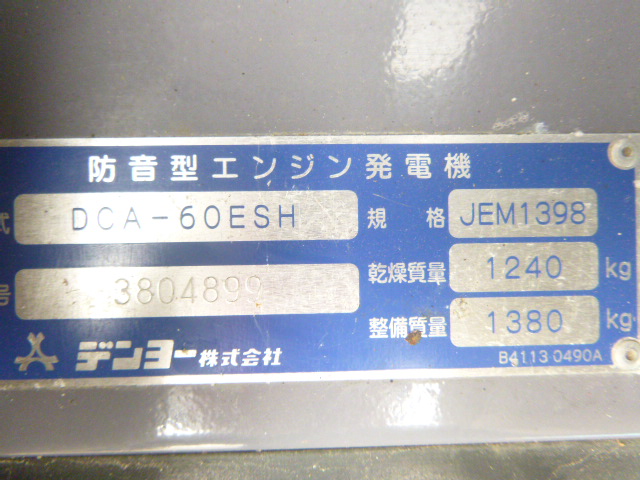 防音型エンジン発電機
式 DCA-60ESH 規格 JEM1398
号 3804899 乾燥質量 1240 kg
整備質量 1380 kg
デンヨー株式会社 B41130490A